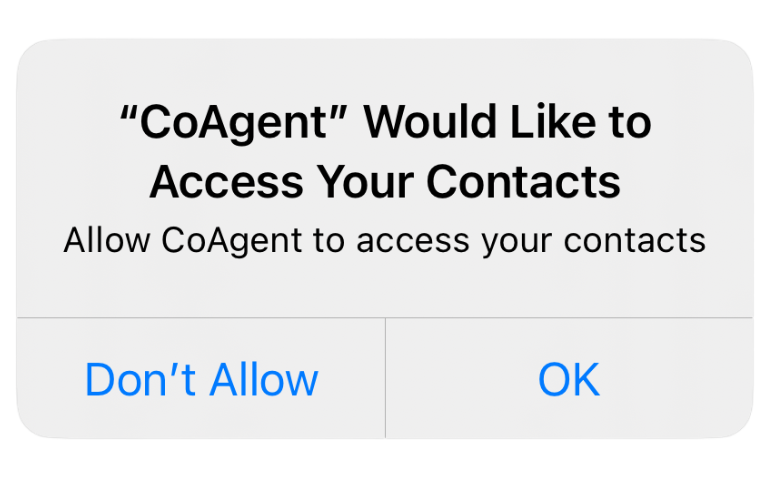 “CoAgent” Would Like to
Access Your Contacts
Allow CoAgent to access your contacts
Don’t Allow
OK